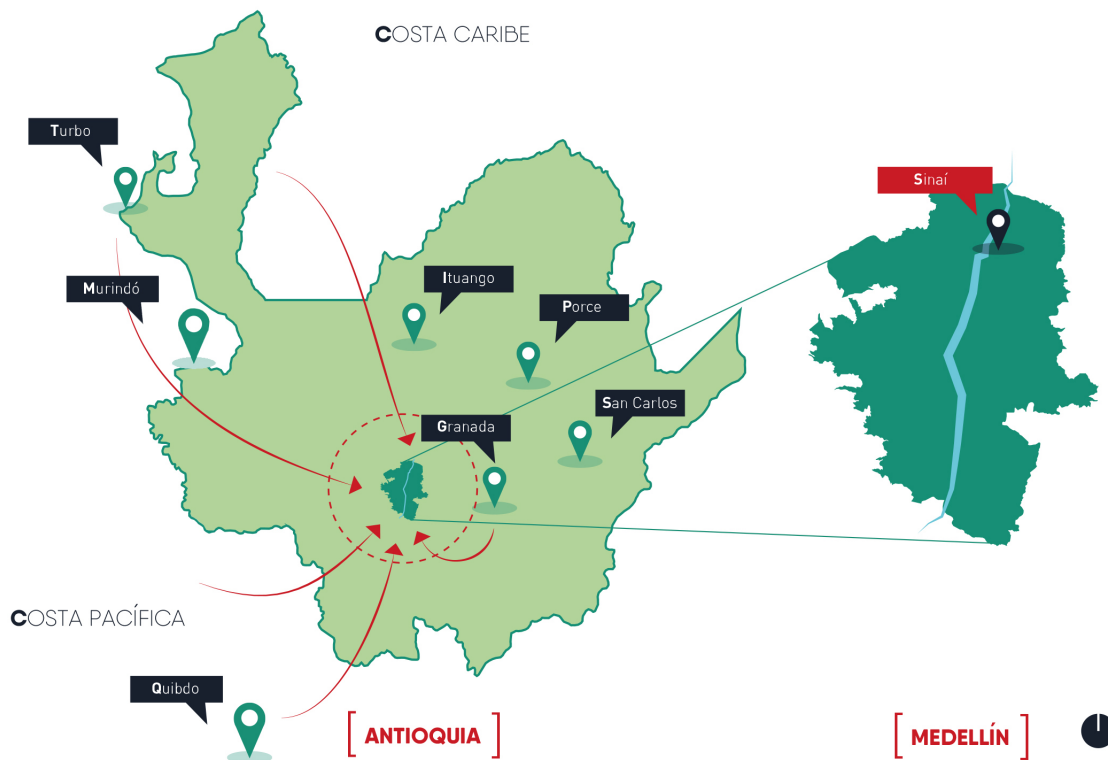 COSTA CARIBE
Turbo
Sinaí
Murindó
Ituango
Porce
San Carlos
Granada
COSTA PACÍFICA
Quibdo
[ANTIOQUIA]
[MEDELLÍN]